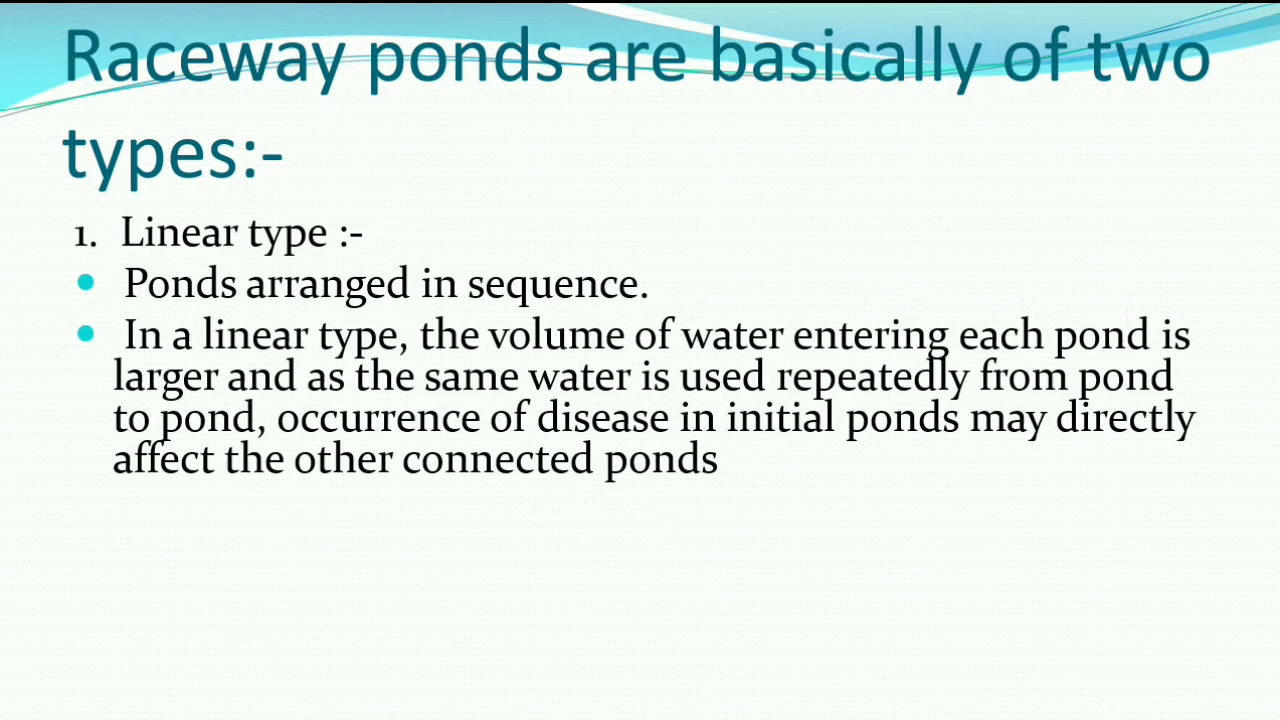 Raceway ponds are basically of two
types:-
1. Linear type :-
• Ponds arranged in sequence.
• In a linear type, the volume of water entering each pond is
larger and as the same water is used repeatedly from pond
to pond, occurrence of disease in initial ponds may directly
affect the other connected ponds